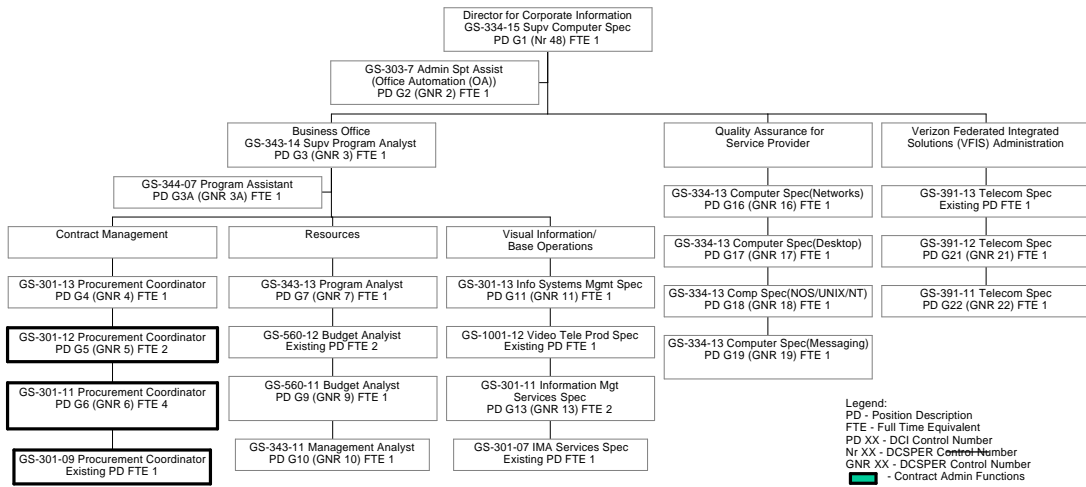 Director for Corporate Information
GS-334-15 Supv Computer Spec
PD G1 (Nr 48) FTE 1
GS-303-7 Admin Spt Assist
(Office Automation (OA))
PD G2 (GNR 2) FTE 1
Business Office
GS-343-14 Supv Program Analyst
PD G3 (GNR 3) FTE 1
GS-344-07 Program Assistant
PD G3A (GNR 3A) FTE 1
Contract Management
GS-301-13 Procurement Coordinator
PD G4 (GNR 4) FTE 1
GS-301-12 Procurement Coordinator
PD G5 (GNR 5) FTE 2
GS-301-11 Procurement Coordinator
PD G6 (GNR 6) FTE 4
GS-301-09 Procurement Coordinator
Existing PD FTE 1
Resources
GS-343-13 Program Analyst
PD G7 (GNR 7) FTE 1
GS-560-12 Budget Analyist
Existing PD FTE 2
GS-560-11 Budget Analyst
PD G9 (GNR 9) FTE 1
GS-343-11 Management Analyst
PD G10 (GNR 10) FTE 1
Visual Information/
Base Operations
GS-301-13 Info Systems Mgmt Spec
PD G11 (GNR 11) FTE 1
GS-1001-12 Video Tele Prod Spec
Existing PD FTE 1
GS-301-11 Information Mgt
Services Spec
PD G13 (GNR 13) FTE 2
GS-301-07 IMA Services Spec
Existing PD FTE 1
Quality Assurance for
Service Provider
GS-334-13 Computer Spec(Networks)
PD G16 (GNR 16) FTE 1
GS-334-13 Computer Spec(Desktop)
PD G17 (GNR 17) FTE 1
GS-334-13 Comp Spec(NOS/UNIX/NT)
PD G18 (GNR 18) FTE 1
GS-334-13 Computer Spec(Messaging)
PD G19 (GNR 19) FTE 1
Verizon Federated Integrated
Solutions (VFIS) Administration
GS-391-13 Telecom Spec
Existing PD FTE 1
GS-391-12 Telecom Spec
PD G21 (GNR 21) FTE 1
GS-391-11 Telecom Spec
PD G22 (GNR 22) FTE 1
Legend:
PD - Position Description
FTE - Full Time Equivalent
PD XX - DCI Control Number
Nr XX - DCSPER Control Number
GNR XX - DCSPER Control Number
- Contract Admin Functions